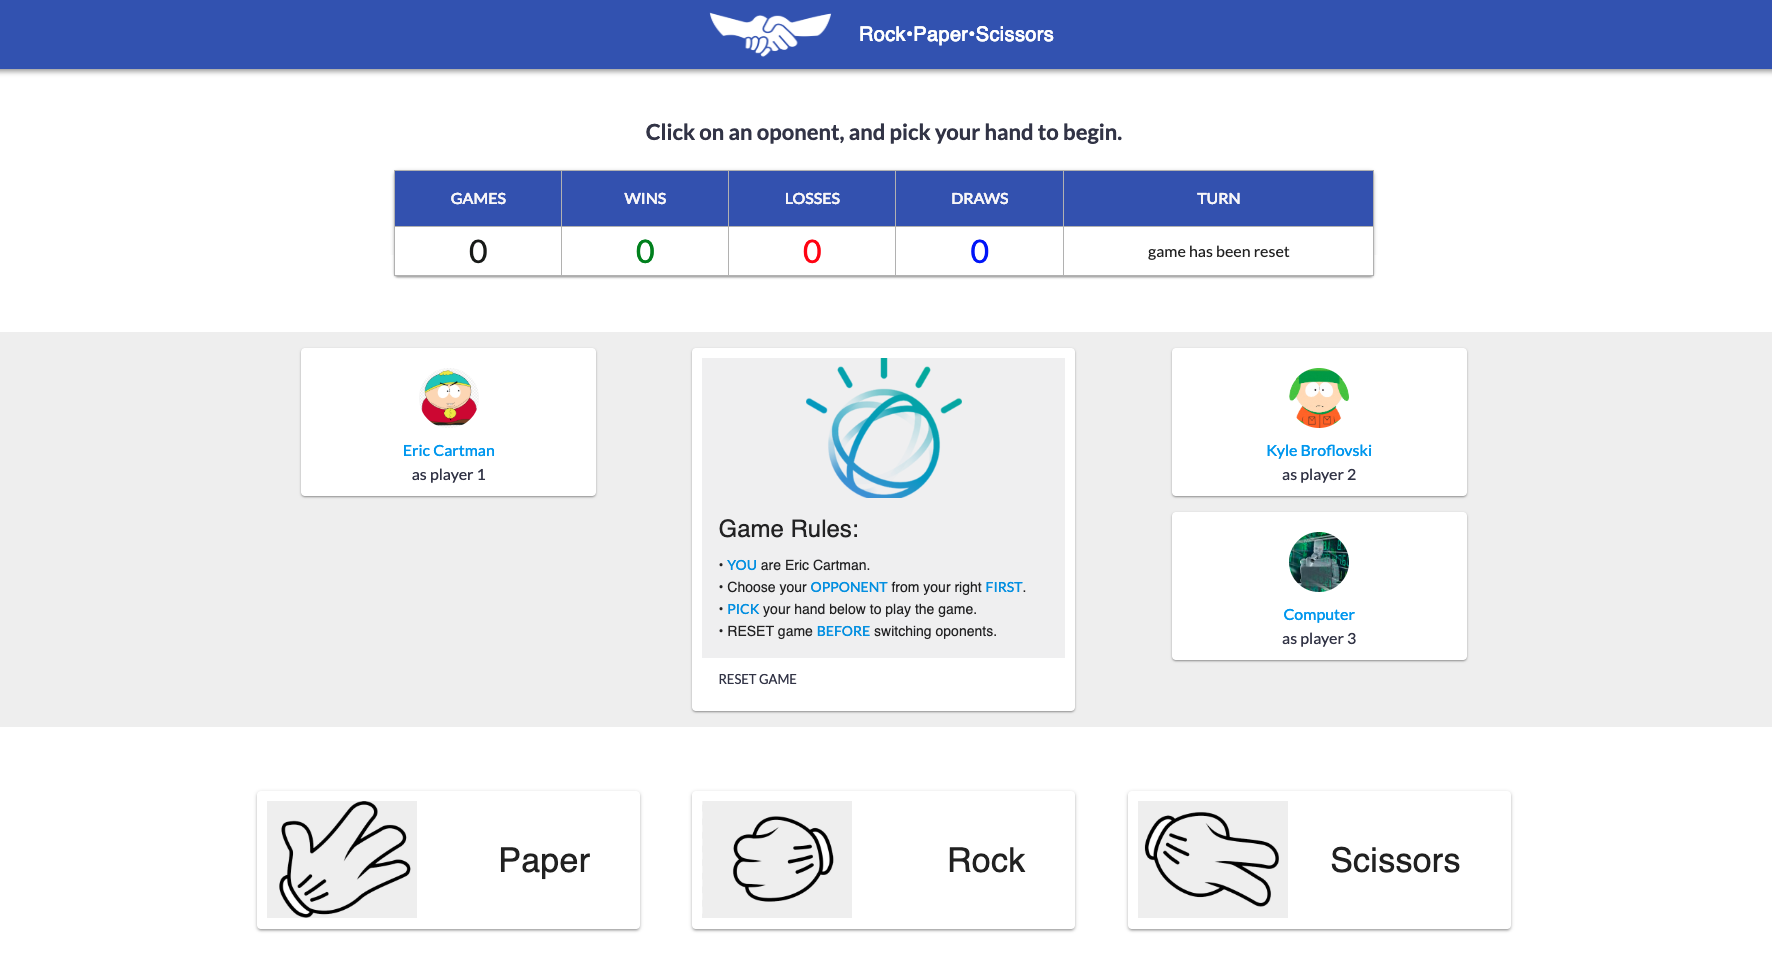 Rock•Paper•Scissors
Click on an oponent, and pick your hand to begin.
GAMES WINS LOSSES DRAWS TURN
0 0 0 0 game has been reset
Eric Cartman
as player 1
Game Rules:
• YOU are Eric Cartman.
• Choose your OPPONENT from your right FIRST.
• PICK your hand below to play the game.
• RESET game BEFORE switching oponents.
RESET GAME
Kyle Broflovski
as player 2
Computer
as player 3
Paper
Rock
Scissors